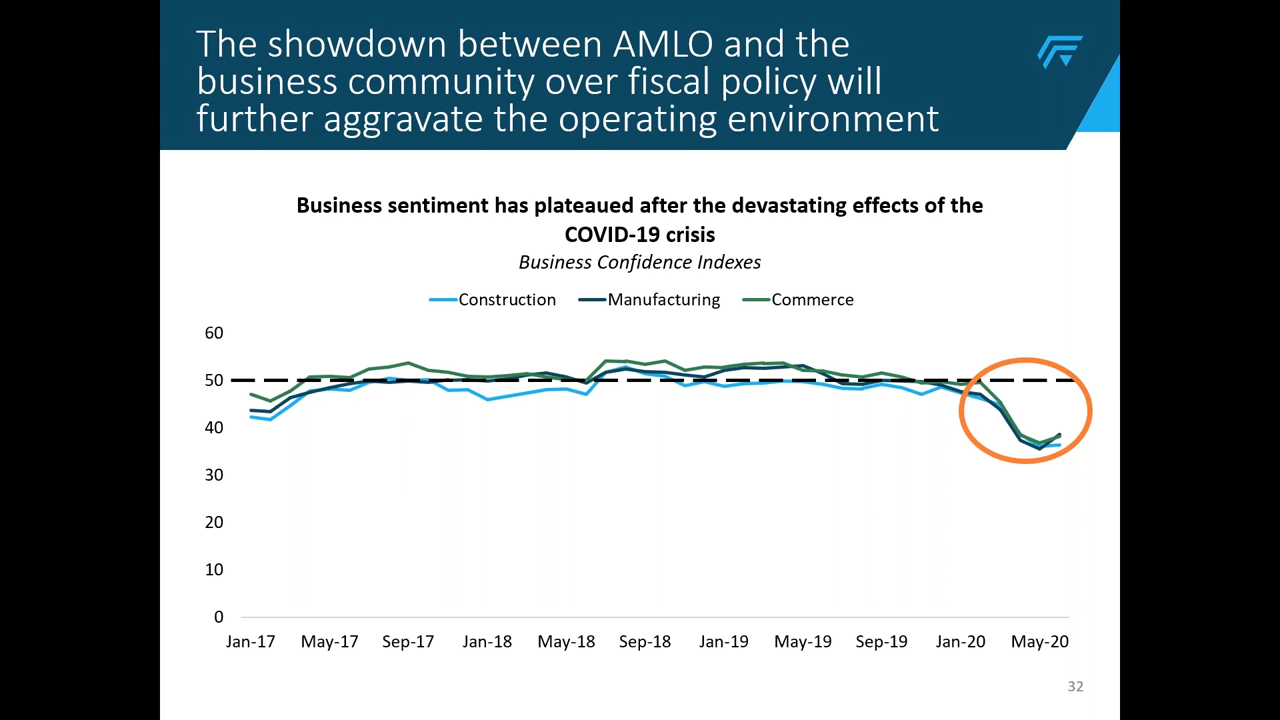 The showdown between AMLO and the
business community over fiscal policy will
further aggravate the operating environment
Business sentiment has plateaued after the devastating effects of the
COVID-19 crisis
Business Confidence Indexes
Construction Manufacturing Commerce
60
50
40
30
20
10
0
Jan-17 May-17 Sep-17 Jan-18 May-18 Sep-18 Jan-19 May-19 Sep-19 Jan-20 May-20
32